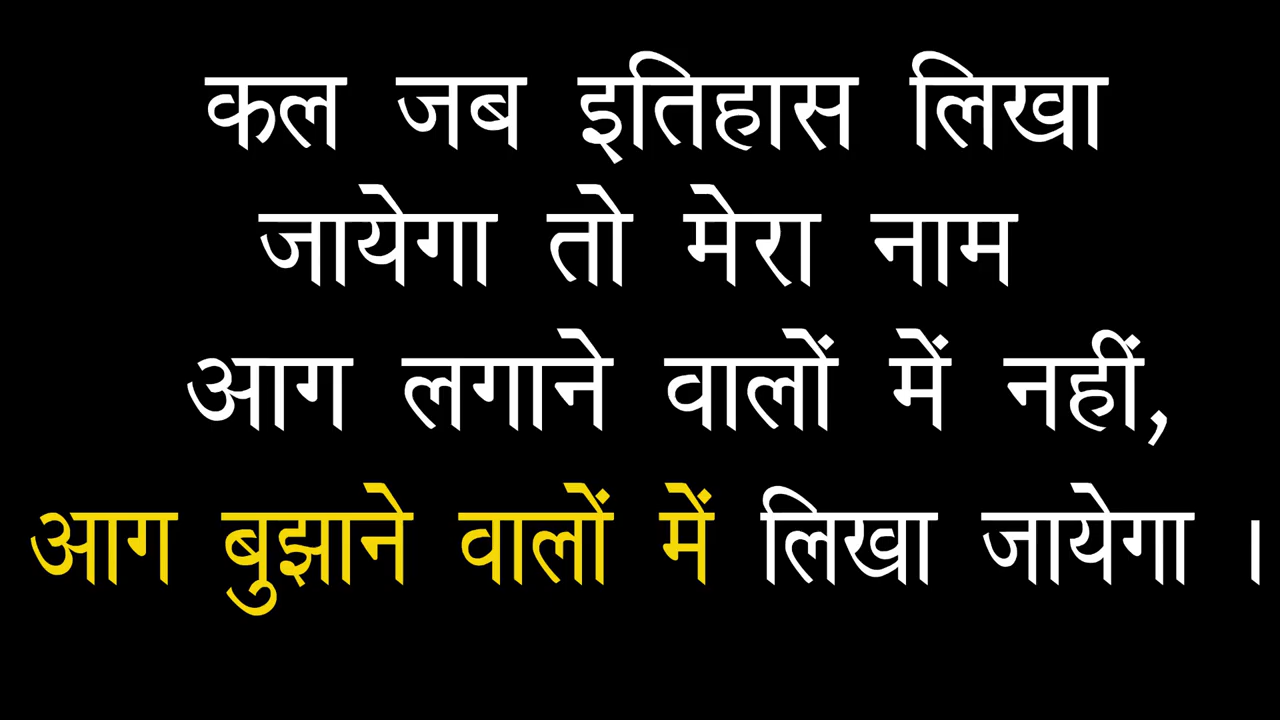 कल जब इतिहास लिखा
जायेगा तो मेरा नाम
आग लगाने वालों में नहीं,
आग बुझाने वालों में लिखा जायेगा ।